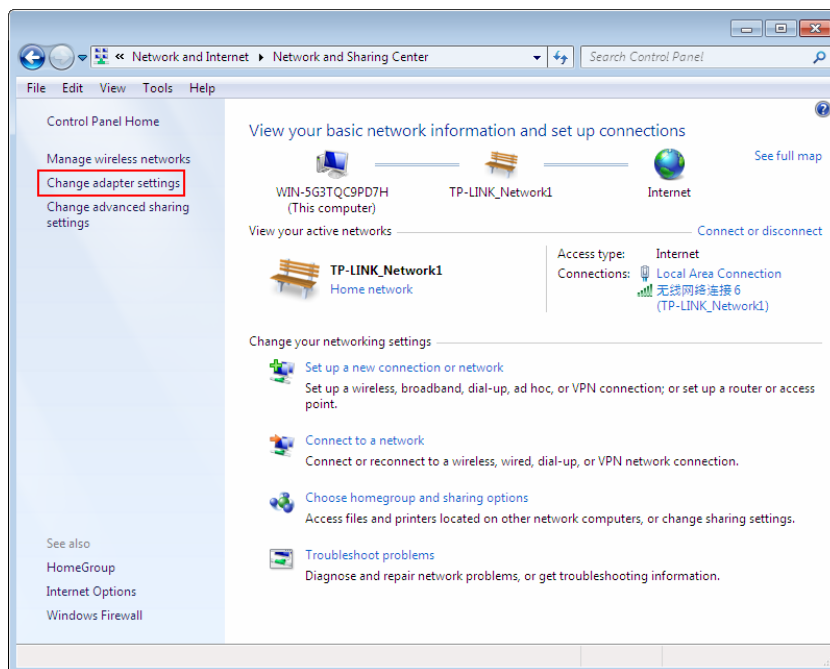 « Network and Internet ▸ Network and Sharing Center
Search Control Panel
File Edit View Tools Help
Control Panel Home
Manage wireless networks
Change adapter settings
Change advanced sharing
settings
See also
HomeGroup
Internet Options
Windows Firewall
View your basic network information and set up connections
See full map
WIN-5G3TQC9PD7H
(This computer)
TP-LINK_Network1
Internet
View your active networks
Connect or disconnect
TP-LINK_Network1
Home network
Access type: Internet
Connections: Local Area Connection
无线网络连接 6
(TP-LINK_Network1)
Change your networking settings
Set up a new connection or network
Set up a wireless, broadband, dial-up, ad hoc, or VPN connection; or set up a router or access
point.
Connect to a network
Connect or reconnect to a wireless, wired, dial-up, or VPN network connection.
Choose homegroup and sharing options
Access files and printers located on other network computers, or change sharing settings.
Troubleshoot problems
Diagnose and repair network problems, or get troubleshooting information.